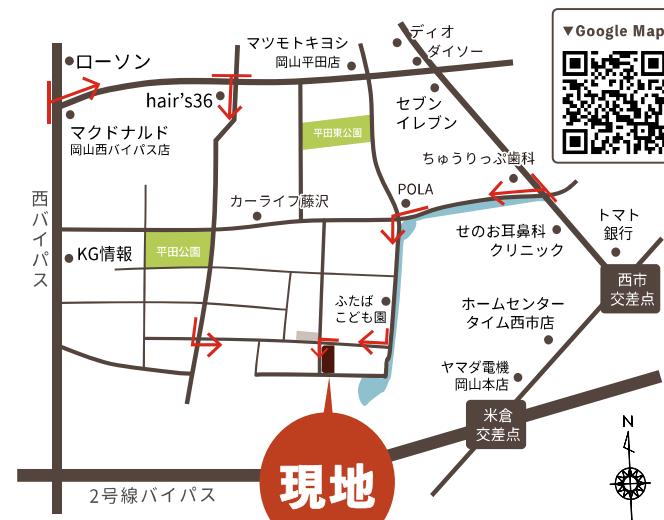 ▼Google Map
ディオ
ダイソー
マツモトキヨシ
岡山平田店
ローソン
hair's36
マクドナルド
岡山西バイパス店
セブン
イレブン
平田東公園
ちゅうりっぷ歯科
POLA
カーライフ藤沢
西バイパス
KG情報
平田公園
せのお耳鼻科
クリニック
トマト
銀行
西市
交差点
ふたば
こども園
ホームセンター
タイム西市店
ヤマダ電機
岡山本店
米倉
交差点
現地
2号線バイパス
N